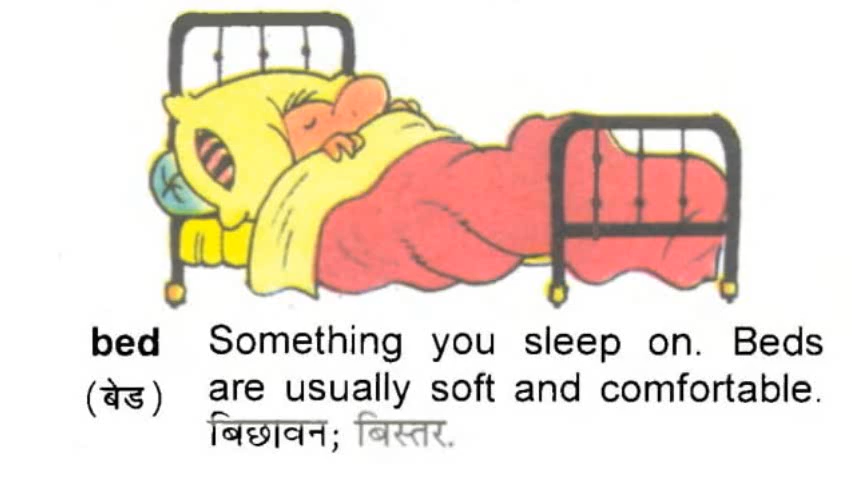 bed Something you sleep on. Beds
(बेड) are usually soft and comfortable.
बिछावन; बिस्तर.